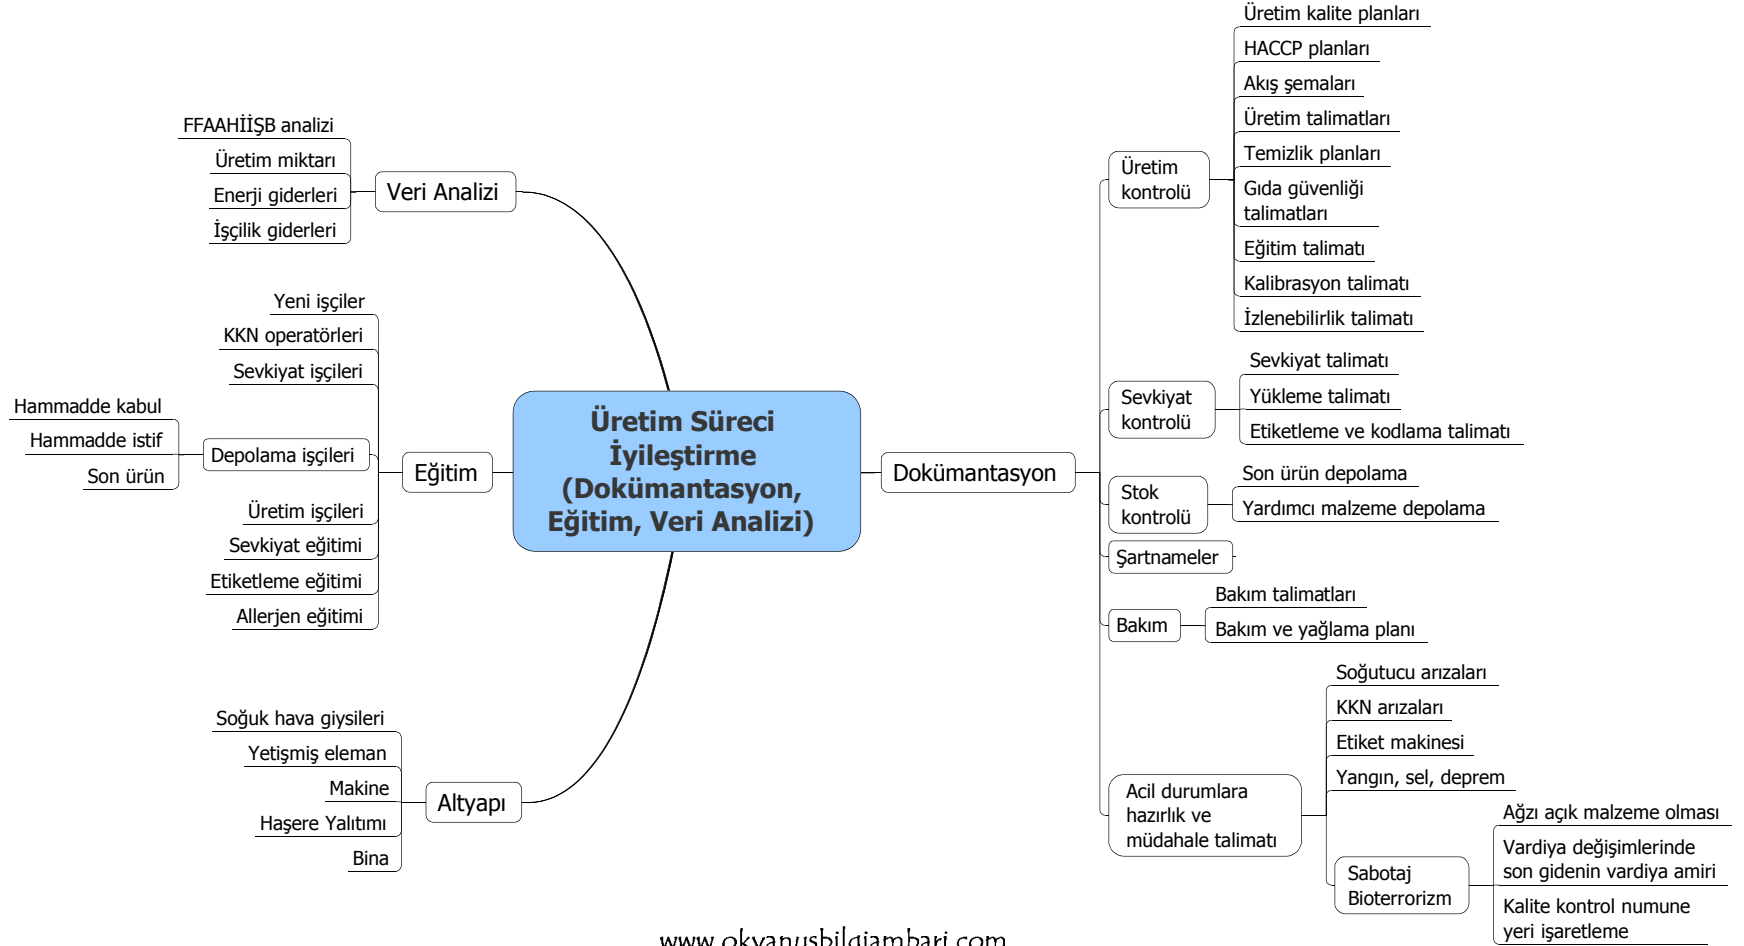 Üretim Süreci
İyileştirme
(Dokümantasyon,
Eğitim, Veri Analizi)
Veri Analizi
FFAAHİİŞB analizi
Üretim miktarı
Enerji giderleri
İşçilik giderleri
Eğitim
Yeni işçiler
KKN operatörleri
Sevkiyat işçileri
Depolama işçileri
Hammadde kabul
Hammadde istif
Son ürün
Üretim işçileri
Sevkiyat eğitimi
Etiketleme eğitimi
Allerjen eğitimi
Altyapı
Soğuk hava giysileri
Yetişmiş eleman
Makine
Haşere Yalıtımı
Bina
Dokümantasyon
Üretim
kontrolü
Üretim kalite planları
HACCP planları
Akış şemaları
Üretim talimatları
Temizlik planları
Gıda güvenliği
talimatları
Eğitim talimatı
Kalibrasyon talimatı
İzlenebilirlik talimatı
Sevkiyat
kontrolü
Sevkiyat talimatı
Yükleme talimatı
Etiketleme ve kodlama talimatı
Stok
kontrolü
Son ürün depolama
Yardımcı malzeme depolama
Şartnameler
Bakım
Bakım talimatları
Bakım ve yağlama planı
Acil durumlara
hazırlık ve
müdahale talimatı
Soğutucu arızaları
KKN arızaları
Etiket makinesi
Yangın, sel, deprem
Sabotaj
Bioterrorizm
Ağzı açık malzeme olması
Vardiya değişimlerinde
son gidenin vardiya amiri
Kalite kontrol numune
yeri işaretleme
www.okyanusbilgiambari.com